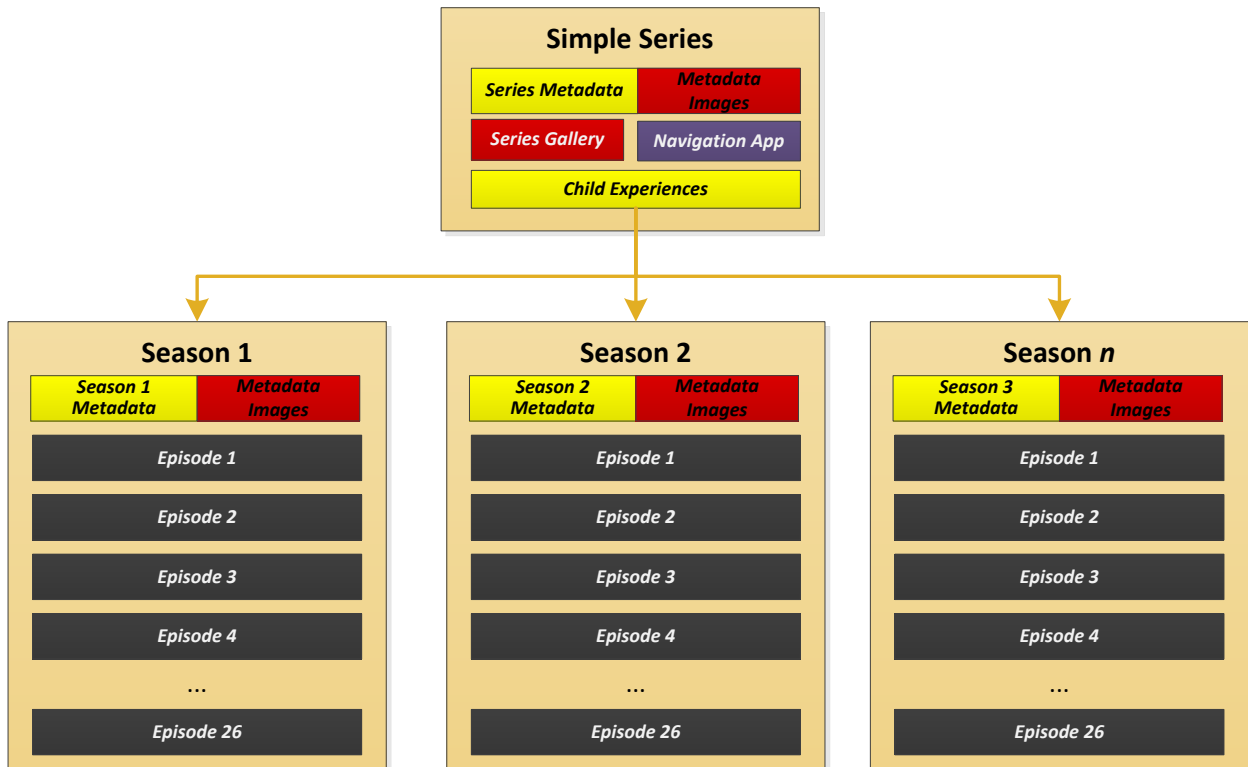 Simple Series
Series Metadata
Metadata
Images
Series Gallery
Navigation App
Child Experiences
Season 1
Season 1
Metadata
Metadata
Images
Episode 1
Episode 2
Episode 3
Episode 4
...
Episode 26
Season 2
Season 2
Metadata
Metadata
Images
Episode 1
Episode 2
Episode 3
Episode 4
...
Episode 26
Season n
Season 3
Metadata
Metadata
Images
Episode 1
Episode 2
Episode 3
Episode 4
...
Episode 26